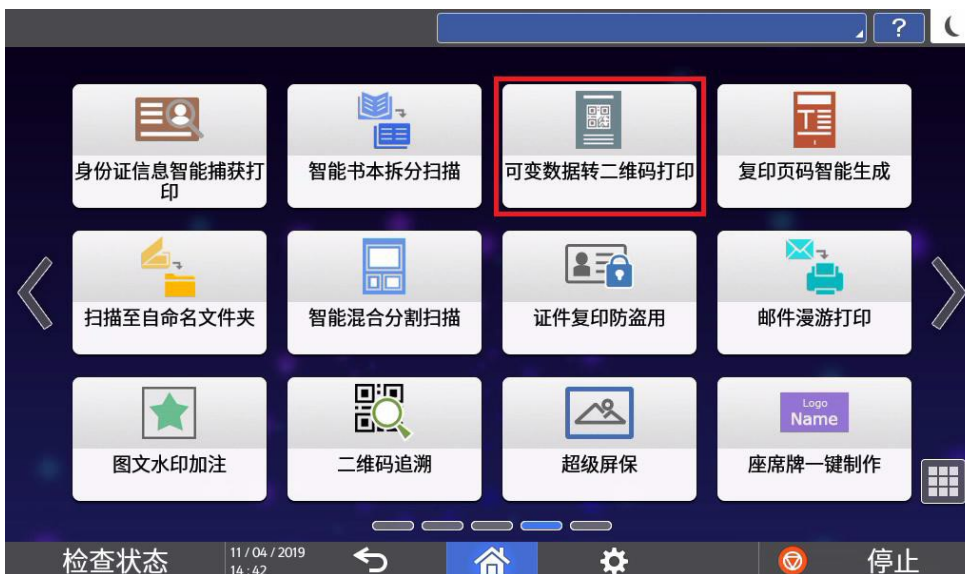 ?
身份证信息智能捕获打
印
智能书本拆分扫描
可变数据转二维码打印
复印页码智能生成
扫描至自命名文件夹
智能混合分割扫描
证件复印防盗用
邮件漫游打印
图文水印加注
二维码追溯
超级屏保
Logo
Name
座席牌一键制作
检查状态
11 / 04 / 2019
14 : 42
停止